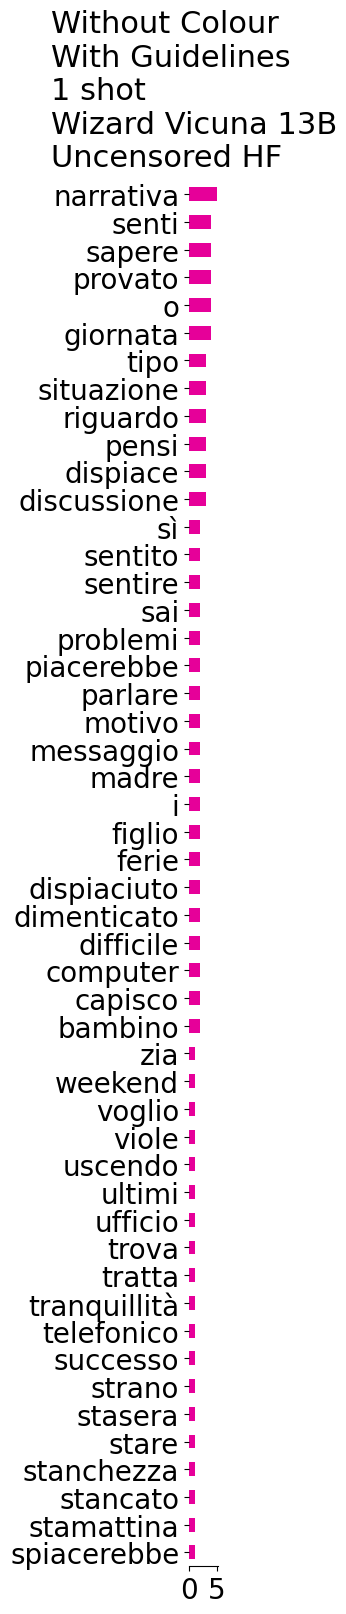 Without Colour
With Guidelines
1 shot
Wizard Vicuna 13B
Uncensored HF
narrativa
senti
sapere
provato
o
giornata
tipo
situazione
riguardo
pensi
dispiace
discussione
sì
sentito
sentire
sai
problemi
piacerebbe
parlare
motivo
messaggio
madre
i
figlio
ferie
dispiaciuto
dimenticato
difficile
computer
capisco
bambino
zia
weekend
voglio
viole
uscendo
ultimi
ufficio
trova
tratta
tranquillità
telefonico
successo
strano
stasera
stare
stanchezza
stancato
stamattina
spiacerebbe
0 5